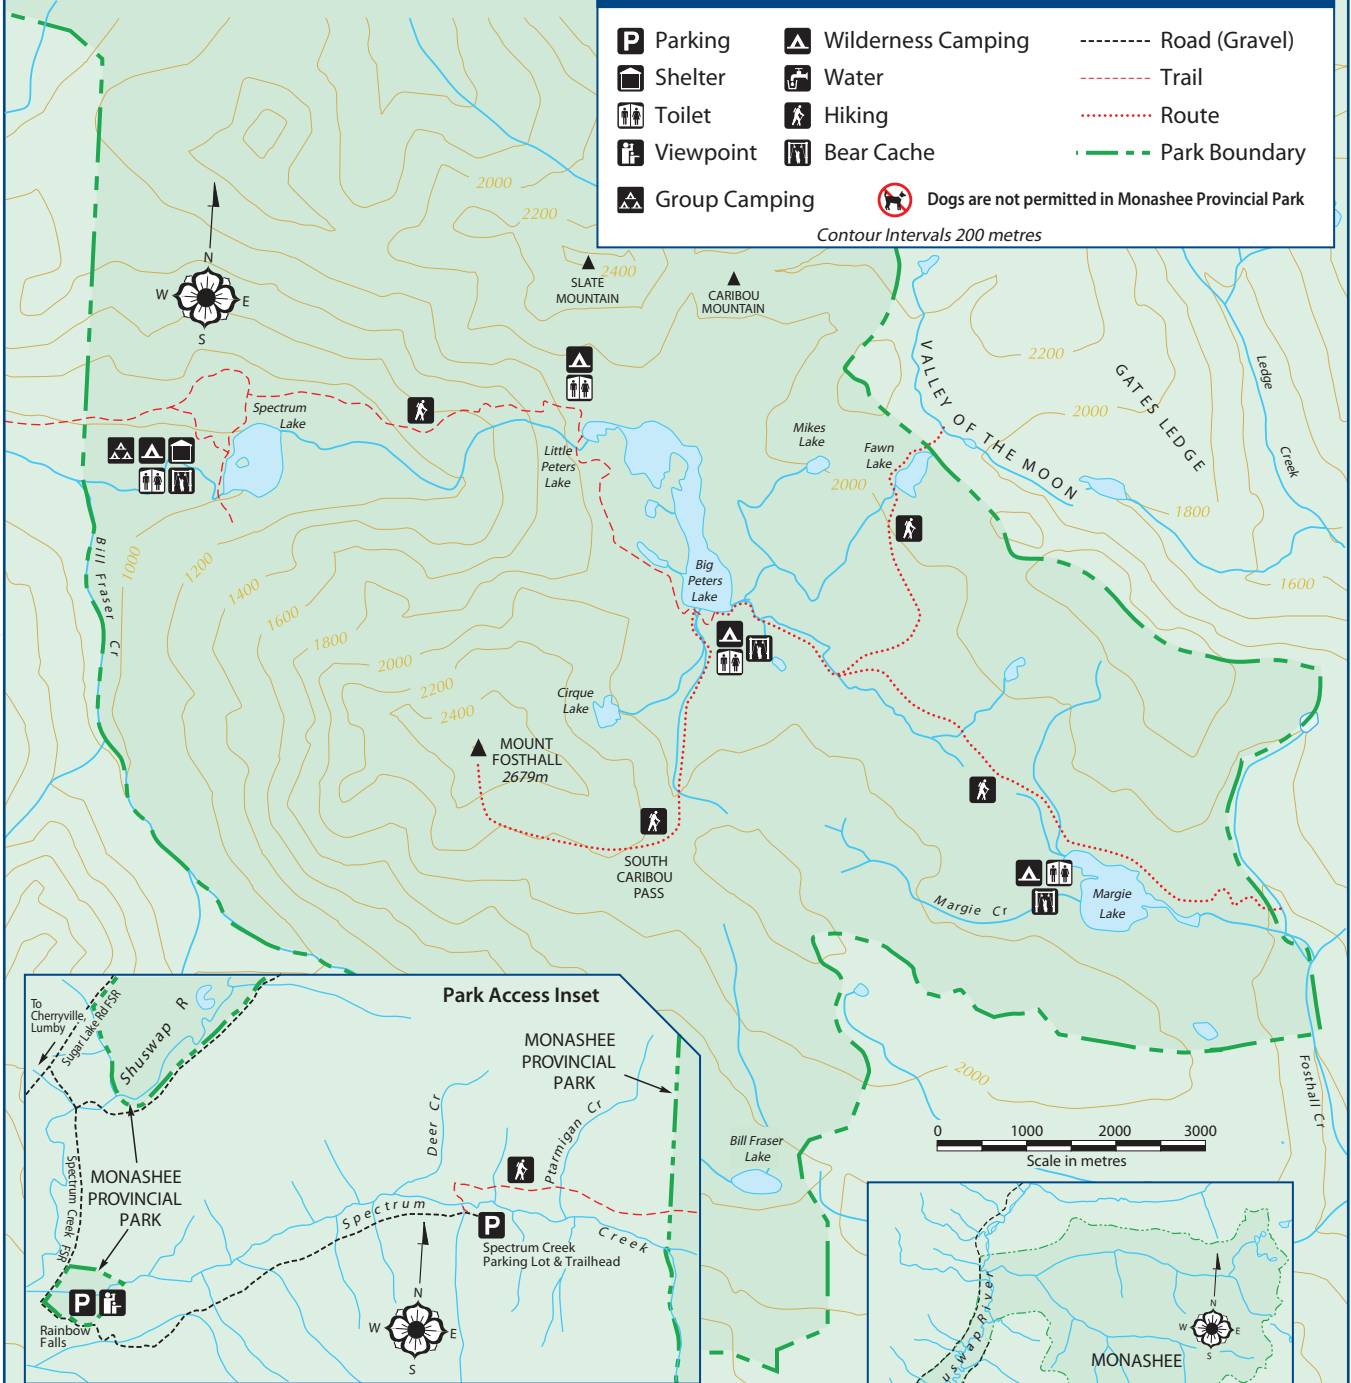 Parking
Shelter
Toilet
Viewpoint
Group Camping
Wilderness Camping
Water
Hiking
Bear Cache
Road (Gravel)
Trail
Route
Park Boundary
Dogs are not permitted in Monashee Provincial Park
Contour Intervals 200 metres
2000
2200
2400
SLATE
MOUNTAIN
CARIBOU
MOUNTAIN
N
W
E
S
VALLEY OF THE MOON
2200
2000
GATES LEDGE
Ledge
Creek
1800
1600
Spectrum
Lake
Little
Peters
Lake
Mikes
Lake
Fawn
Lake
2000
Big
Peters
Lake
Bill Fraser Cr
1000
1200
1400
1600
1800
2000
2200
2400
Cirque
Lake
MOUNT
FOSTHALL
2679m
SOUTH
CARIBOU
PASS
Margie Cr
Margie
Lake
2000
Fosthall Cr
Bill Fraser
Lake
0
1000
2000
3000
Scale in metres
Park Access Inset
To
Cherryville,
Lumby
Sugar Lake Rd FSR
Shuswap R
MONASHEE
PROVINCIAL
PARK
Deer Cr
Ptarmigan Cr
MONASHEE
PROVINCIAL
PARK
Spectrum Creek FSR
Spectrum
Creek
P
Spectrum Creek
Parking Lot & Trailhead
P
Rainbow
Falls
N
W
E
S
uswap River
N
W
E
S
MONASHEE